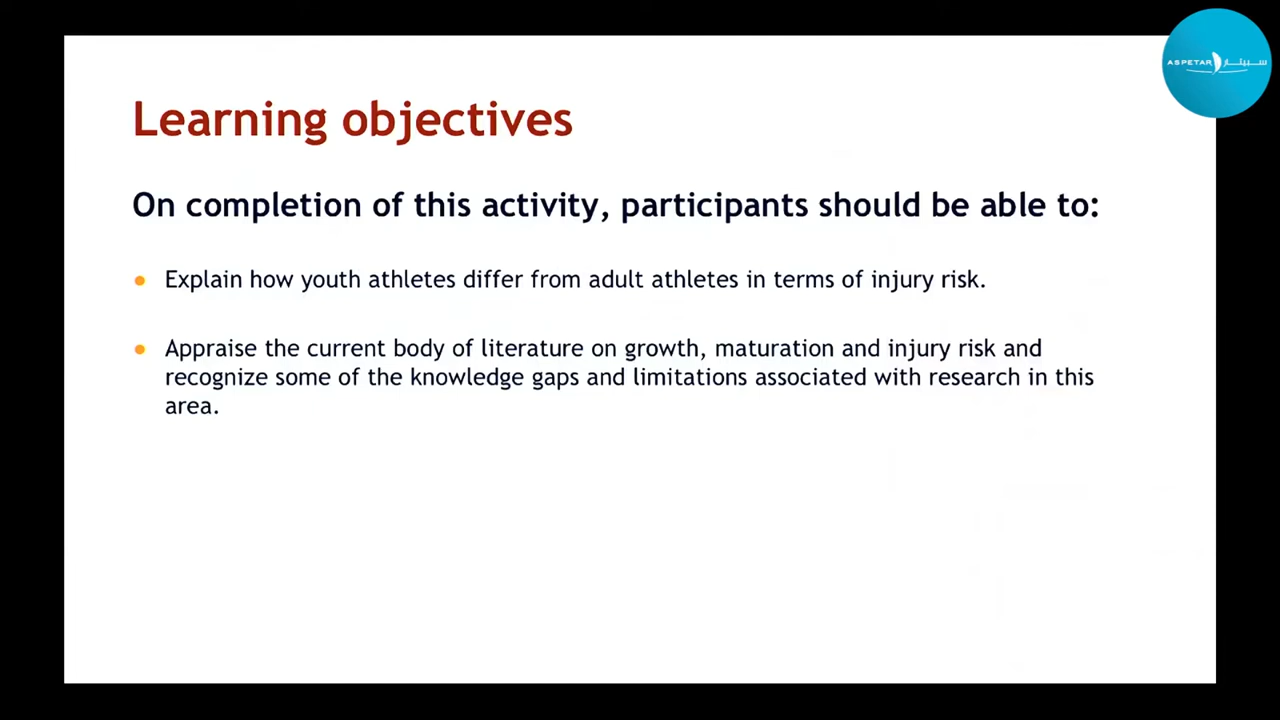 ASPETAR سبيتار
Learning objectives
On completion of this activity, participants should be able to:
• Explain how youth athletes differ from adult athletes in terms of injury risk.
• Appraise the current body of literature on growth, maturation and injury risk and
recognize some of the knowledge gaps and limitations associated with research in this
area.